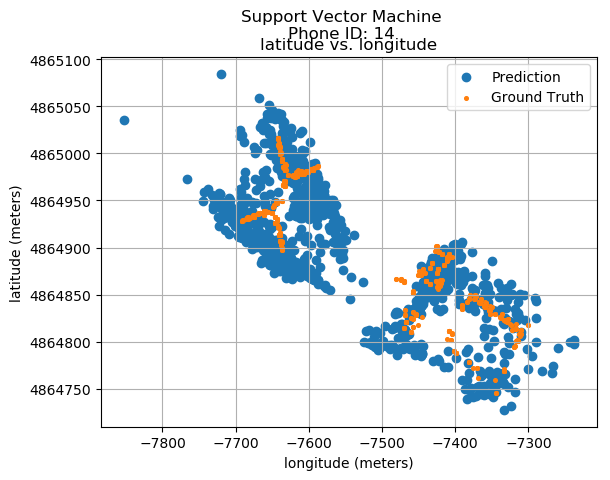 Support Vector Machine
Phone ID: 14
latitude vs. longitude
Prediction
Ground Truth
4865100
4865050
4865000
4864950
4864900
4864850
4864800
4864750
latitude (meters)
−7800
−7700
−7600
−7500
−7400
−7300
longitude (meters)